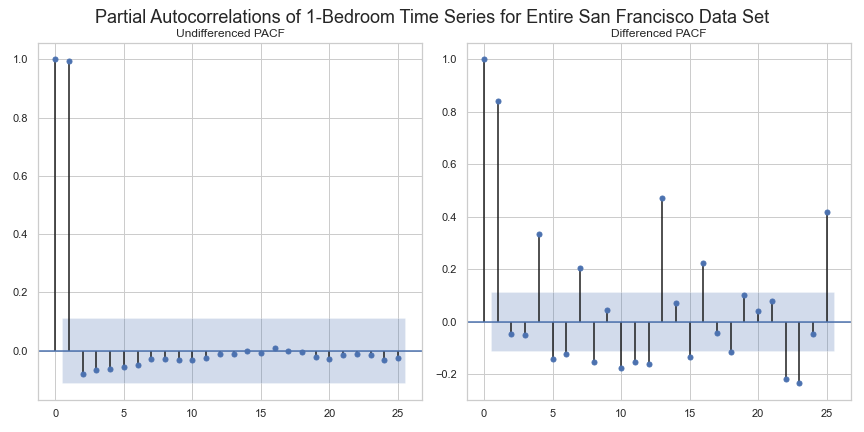 Partial Autocorrelations of 1-Bedroom Time Series for Entire San Francisco Data Set
Undifferenced PACF
1.0
0.8
0.6
0.4
0.2
0.0
0 5 10 15 20 25
Differenced PACF
1.0
0.8
0.6
0.4
0.2
0.0
−0.2
0 5 10 15 20 25